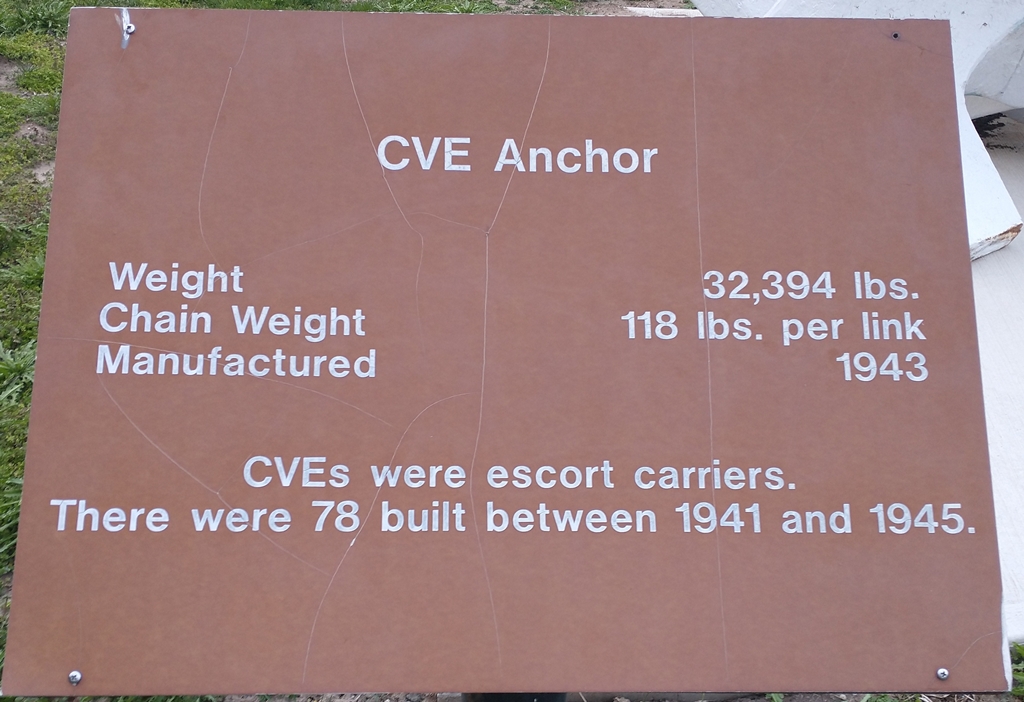 CVE Anchor
Weight 32,394 lbs.
Chain Weight 118 lbs. per link
Manufactured 1943
CVEs were escort carriers.
There were 78 built between 1941 and 1945.